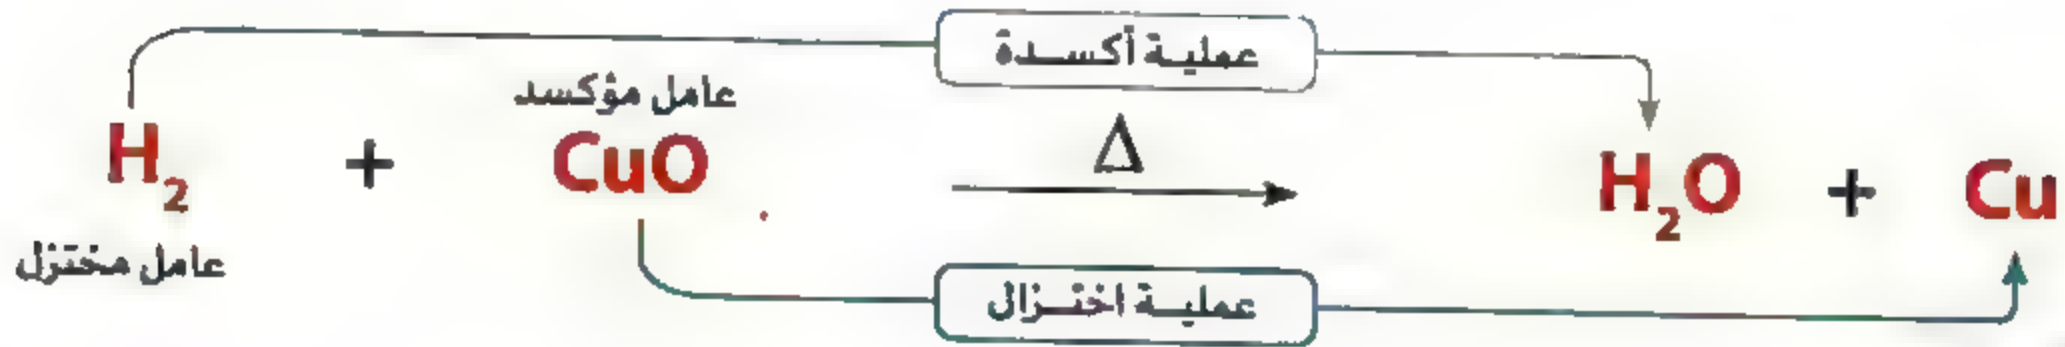 عملية أكسدة
عامل مؤكسد
Δ
H₂ + CuO → H₂O + Cu
عامل مختزل
عملية اختزال